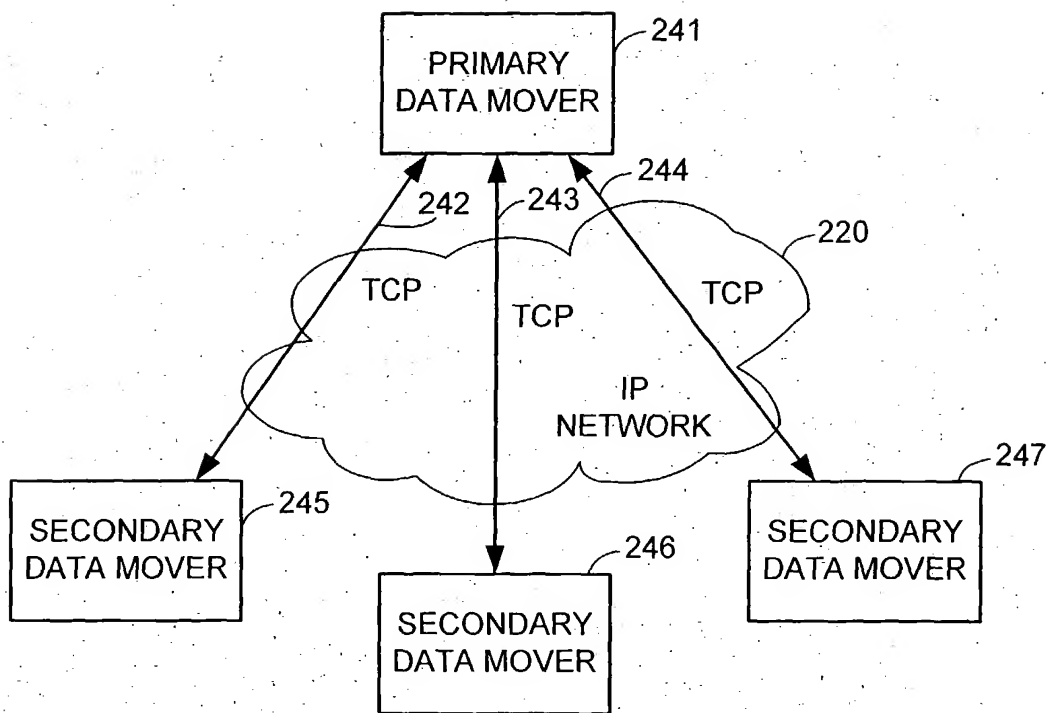 241
PRIMARY
DATA MOVER
244
242
243
220
TCP
TCP
TCP
IP
NETWORK
245
SECONDARY
DATA MOVER
246
SECONDARY
DATA MOVER
247
SECONDARY
DATA MOVER